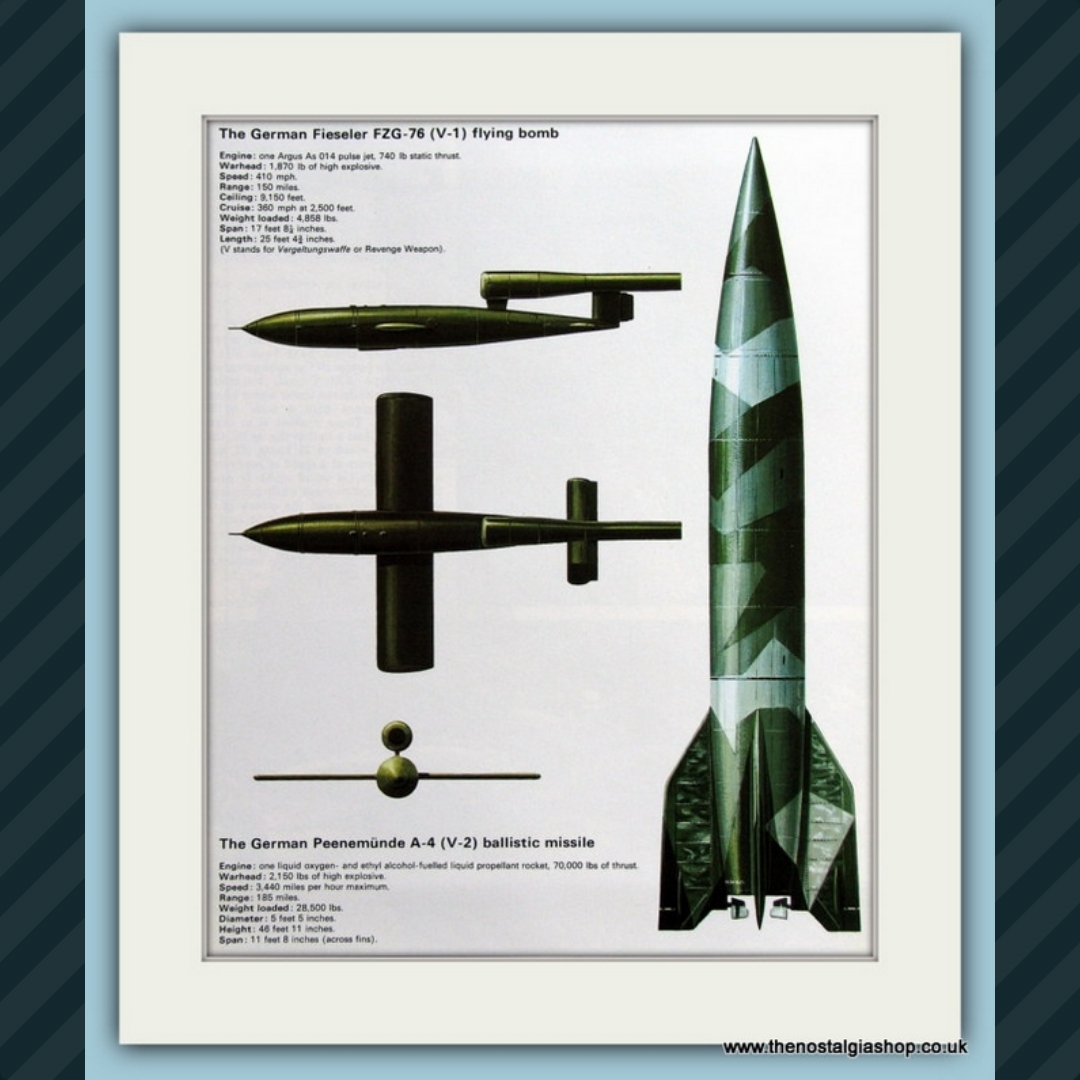 The German Fieseler FZG-76 (V-1) flying bomb
Engine: one Argus As 014 pulse jet, 740 lb static thrust.
Warhead: 1,870 lb of high explosive.
Speed: 410 mph.
Range: 150 miles.
Ceiling: 9,150 feet.
Cruise: 360 mph at 2,500 feet.
Weight loaded: 4,858 lbs.
Span: 17 feet 8¼ inches.
Length: 25 feet 4¾ inches.
(V stands for Vergeltungswaffe or Revenge Weapon).
The German Peenemünde A-4 (V-2) ballistic missile
Engine: one liquid oxygen- and ethyl alcohol-fuelled liquid propellant rocket, 70,000 lbs of thrust.
Warhead: 2,150 lbs of high explosive.
Speed: 3,440 miles per hour maximum.
Range: 185 miles.
Weight loaded: 28,500 lbs.
Diameter: 5 feet 5 inches.
Height: 46 feet 11 inches.
Span: 11 feet 8 inches (across fins).
www.thenostalgiashop.co.uk